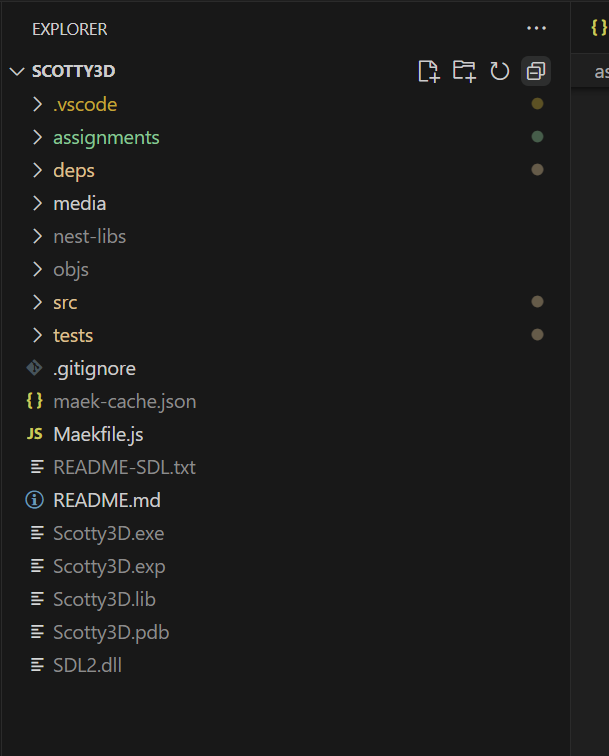 EXPLORER
SCOTTY3D
.vscode
assignments
deps
media
nest-libs
objs
src
tests
.gitignore
{} maek-cache.json
JS Maekfile.js
README-SDL.txt
README.md
Scotty3D.exe
Scotty3D.exp
Scotty3D.lib
Scotty3D.pdb
SDL2.dll
{}
as